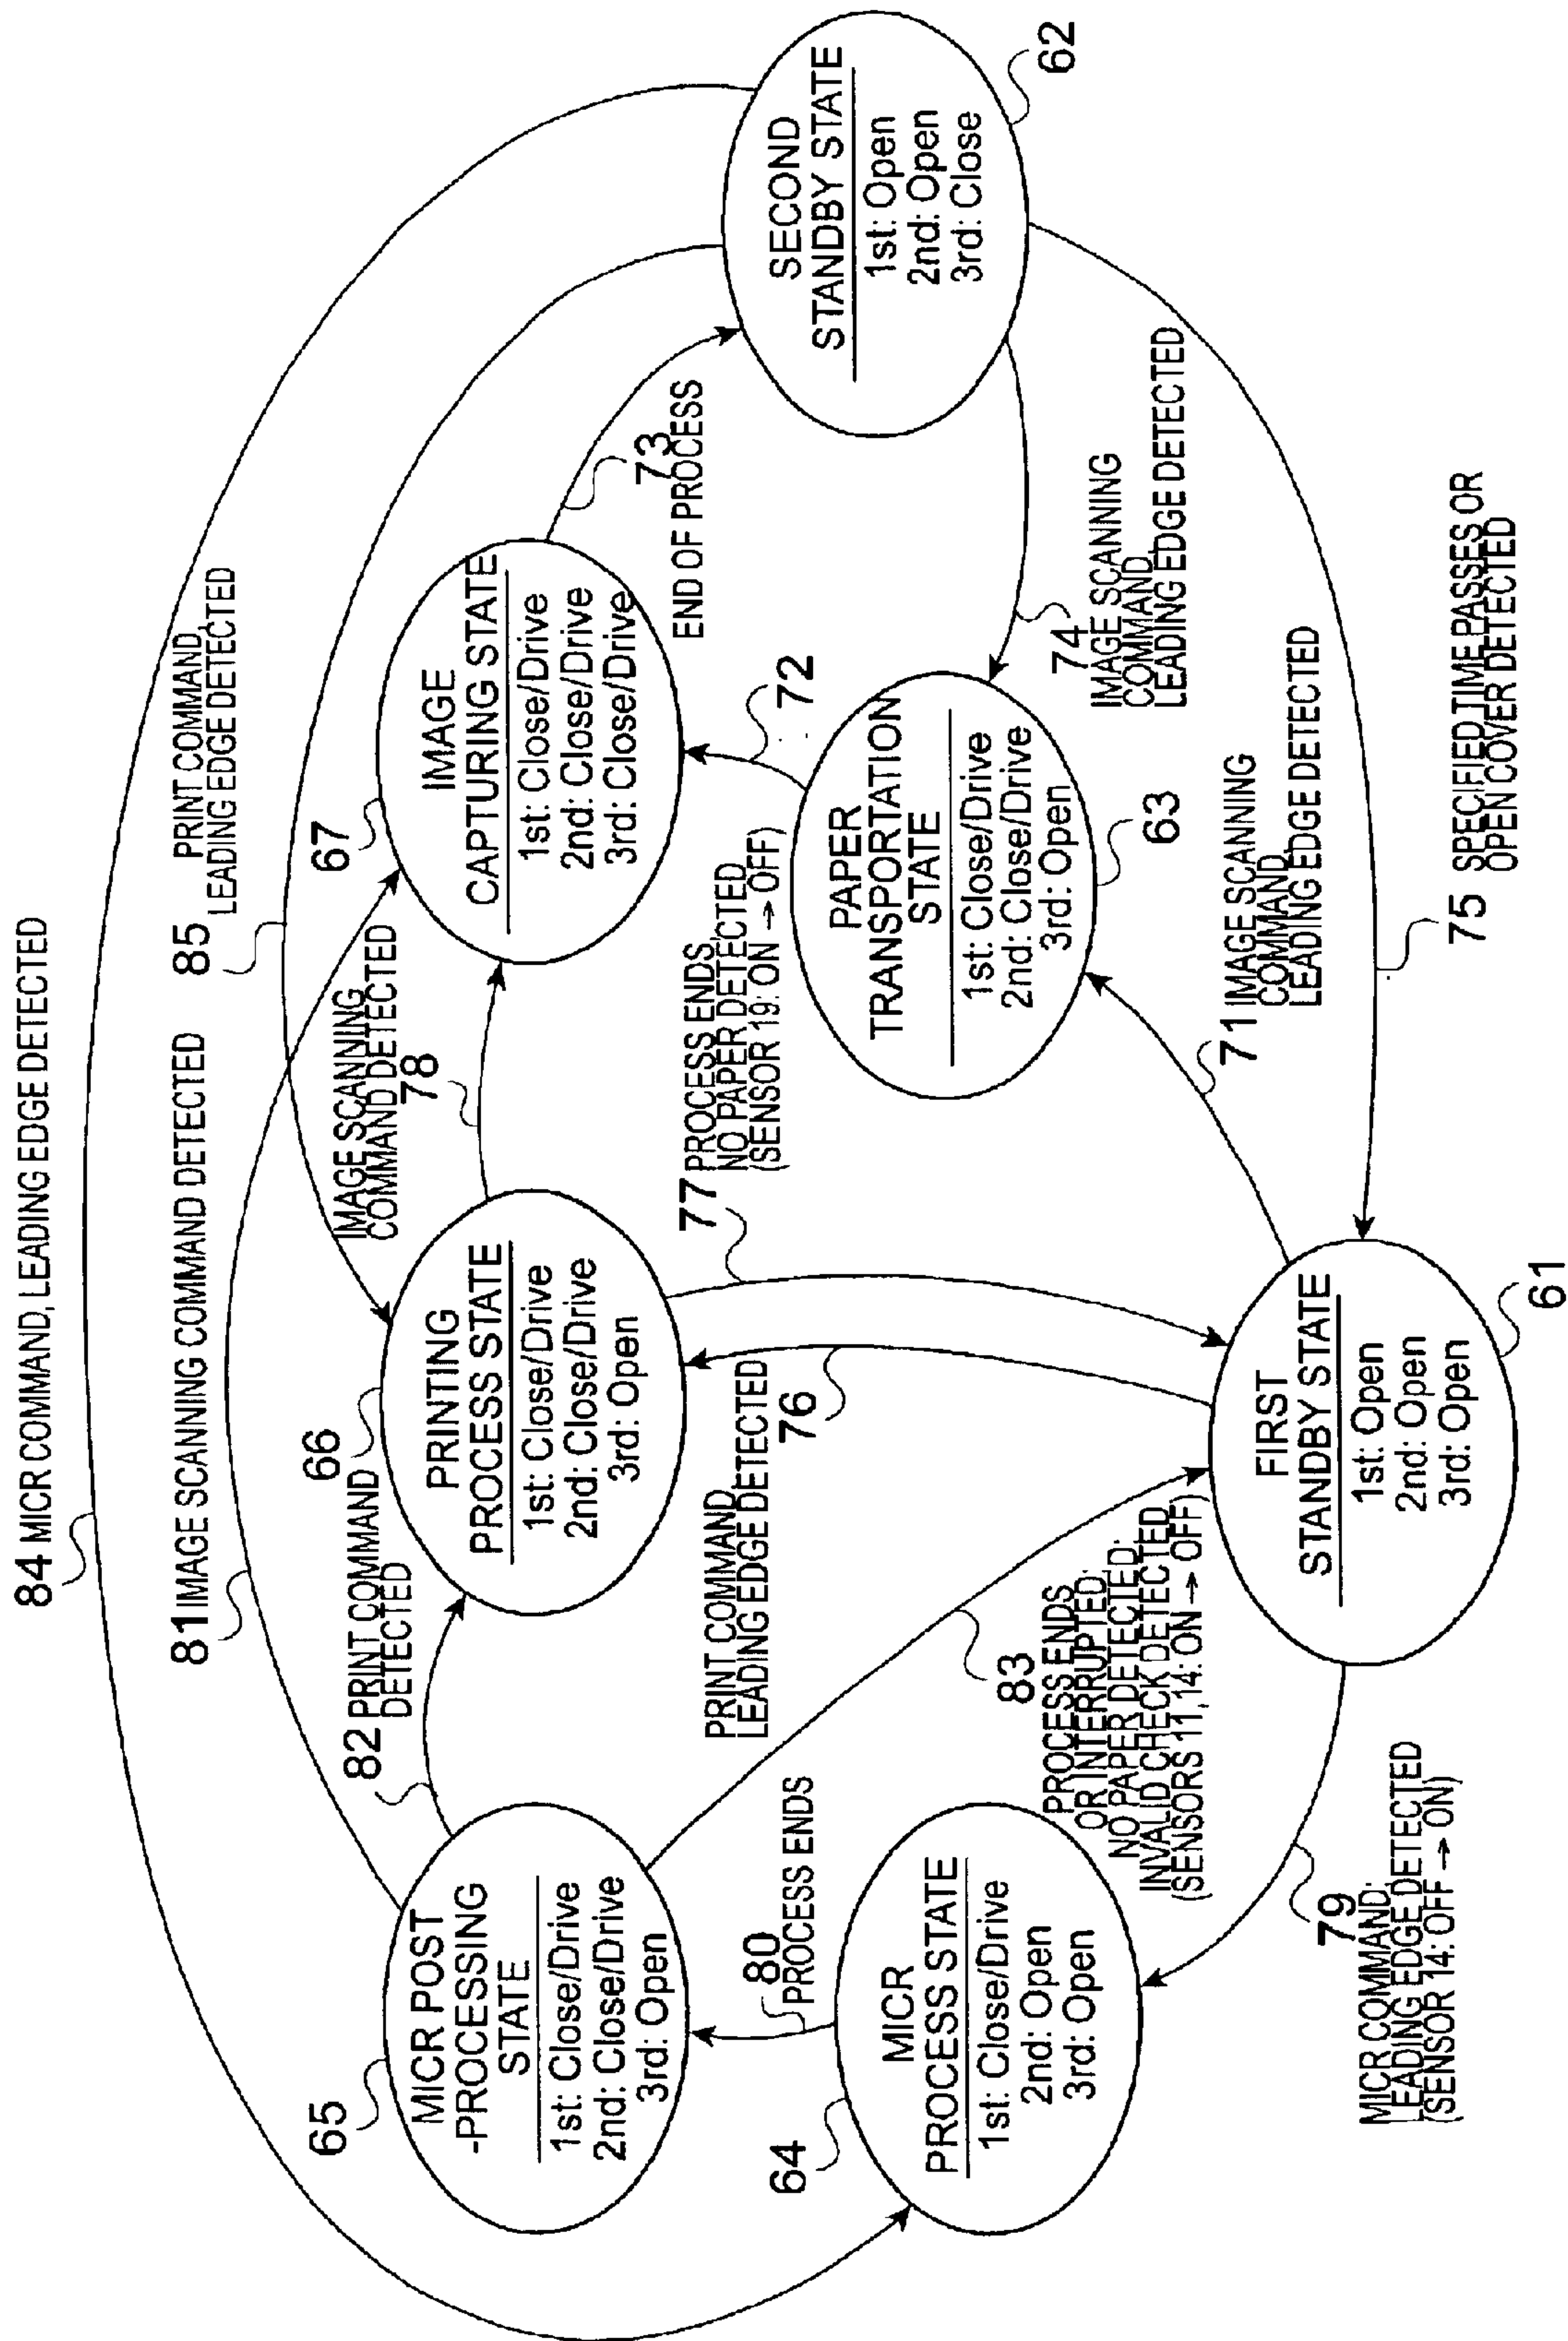 84 MICR COMMAND, LEADING EDGE DETECTED
81 IMAGE SCANNING COMMAND DETECTED
85
PRINT COMMAND,
LEADING EDGE DETECTED
65
MICR POST
-PROCESSING
STATE
1st: Close/Drive
2nd: Close/Drive
3rd: Open
82 PRINT COMMAND
DETECTED
66
PRINTING
PROCESS STATE
1st: Close/Drive
2nd: Close/Drive
3rd: Open
IMAGE SCANNING
COMMAND DETECTED
78
67
IMAGE
CAPTURING STATE
1st: Close/Drive
2nd: Close/Drive
3rd: Close/Drive
73
END OF PROCESS
SECOND
STANDBY STATE
1st: Open
2nd: Open
3rd: Close
62
64
MICR
PROCESS STATE
1st: Close/Drive
2nd: Open
3rd: Open
80
PROCESS ENDS
PRINT COMMAND,
LEADING EDGE DETECTED
76
77 PROCESS ENDS,
NO PAPER DETECTED
(SENSOR 19: ON → OFF)
72
PAPER
TRANSPORTATION
STATE
1st: Close/Drive
2nd: Close/Drive
3rd: Open
63
74
IMAGE SCANNING
COMMAND,
LEADING EDGE DETECTED
83
PROCESS ENDS
OR INTERRUPTED;
NO PAPER DETECTED;
INVALID CHECK DETECTED
(SENSORS 11,14: ON → OFF)
71 IMAGE SCANNING
COMMAND,
LEADING EDGE DETECTED
FIRST
STANDBY STATE
1st: Open
2nd: Open
3rd: Open
61
79
MICR COMMAND;
LEADING EDGE DETECTED
(SENSOR 14: OFF → ON)
75 SPECIFIED TIME PASSES OR
OPEN COVER DETECTED